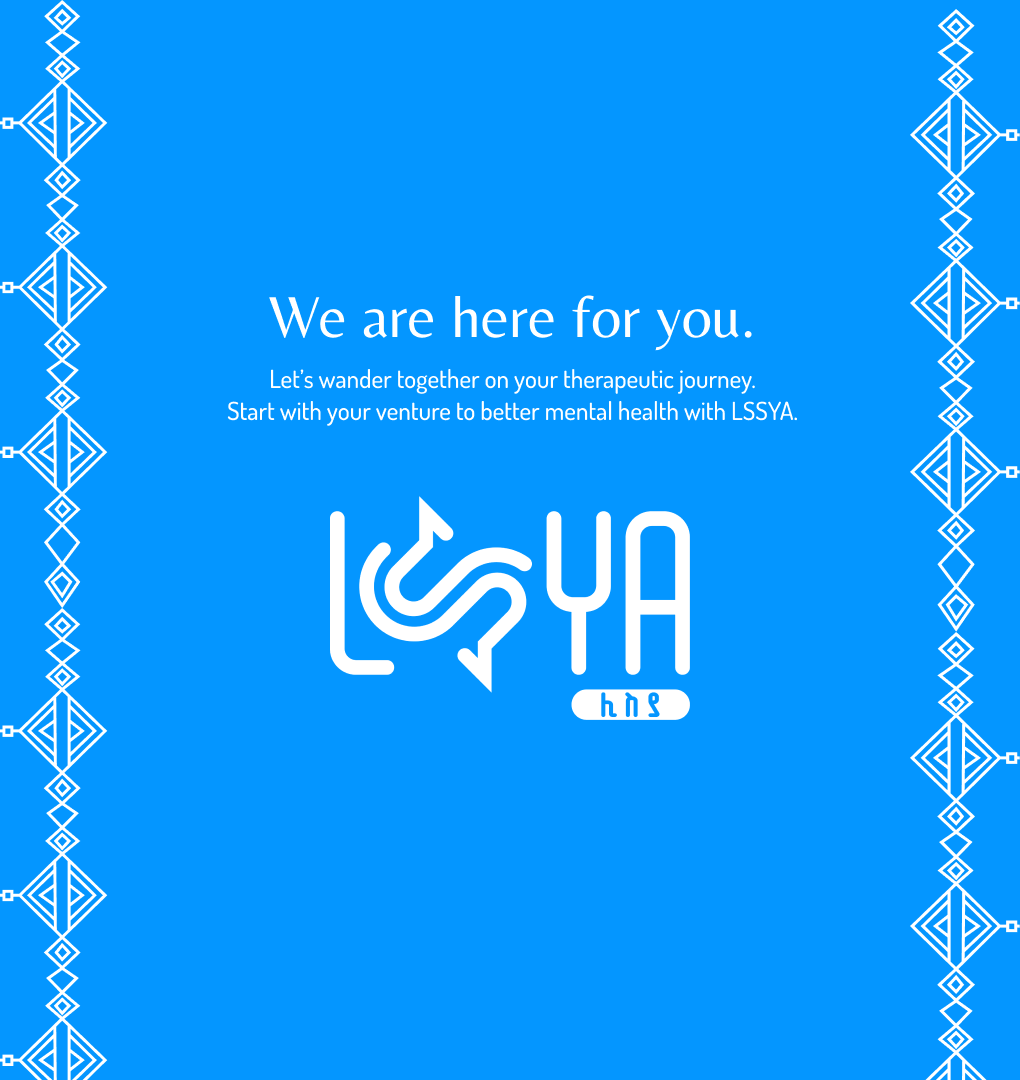 We are here for you.
Let's wander together on your therapeutic journey.
Start with your venture to better mental health with LSSYA.
LSSYA